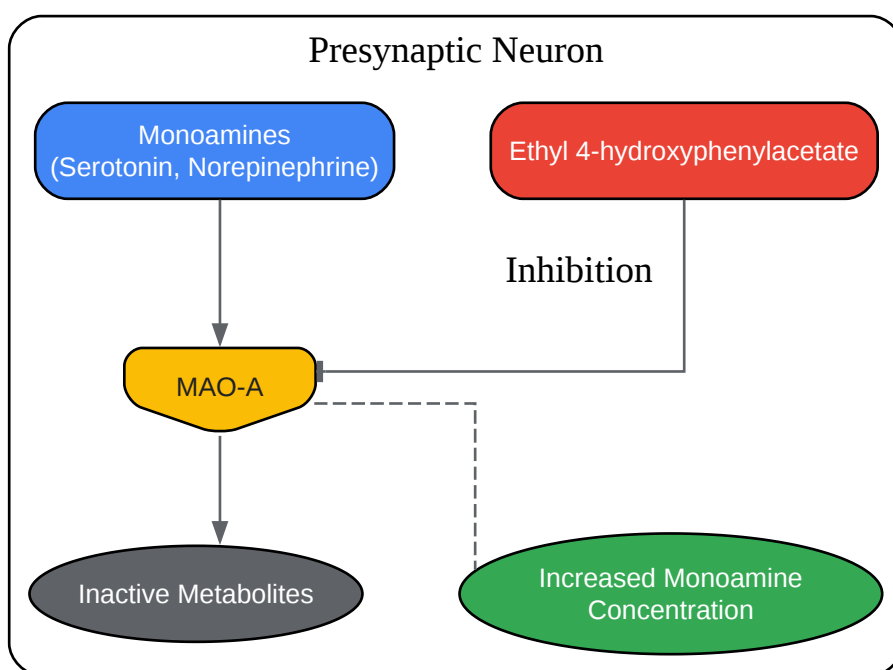 Presynaptic Neuron
Monoamines
(Serotonin, Norepinephrine)
Ethyl 4-hydroxyphenylacetate
Inhibition
MAO-A
Inactive Metabolites
Increased Monoamine
Concentration